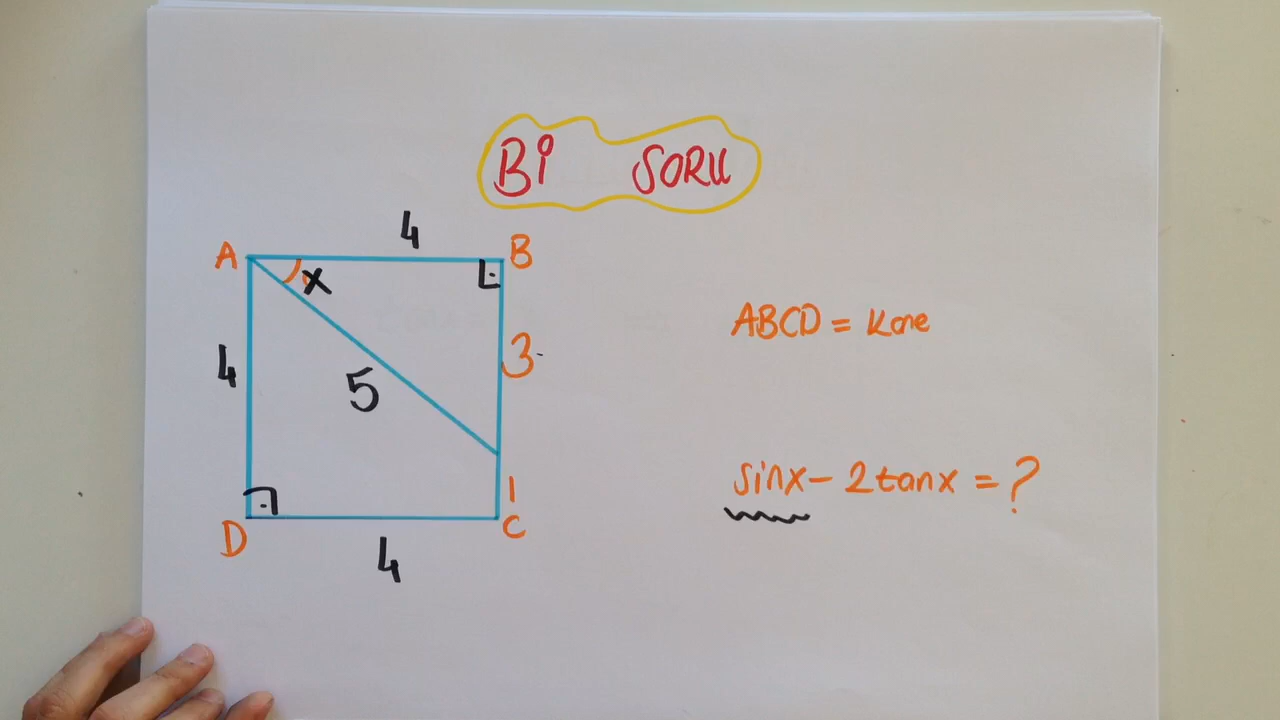 Bi SORU
4
A
B
x
4
5
3
1
D
C
4
ABCD = Kare
sinx - 2tanx = ?